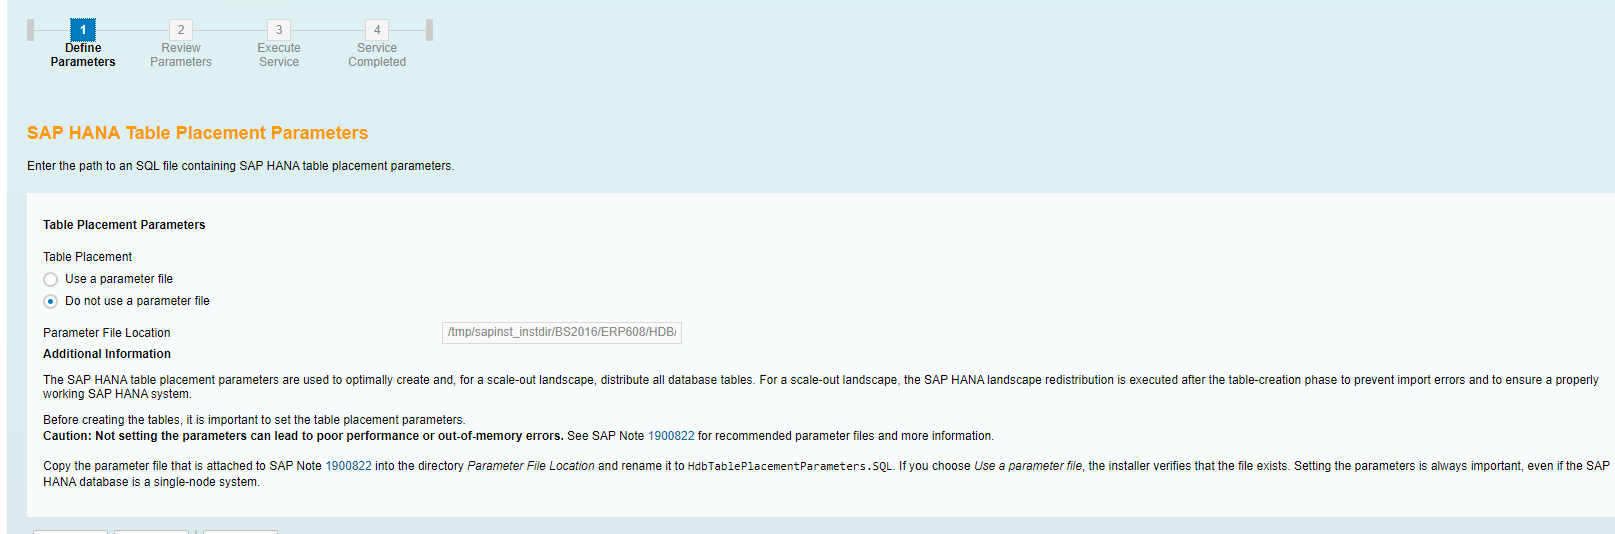 1 2 3 4
Define Review Execute Service
Parameters Parameters Service Completed
SAP HANA Table Placement Parameters
Enter the path to an SQL file containing SAP HANA table placement parameters.
Table Placement Parameters
Table Placement
Use a parameter file
Do not use a parameter file
Parameter File Location /tmp/sapinst_instdir/BS2016/ERP608/HDB/
Additional Information
The SAP HANA table placement parameters are used to optimally create and, for a scale-out landscape, distribute all database tables. For a scale-out landscape, the SAP HANA landscape redistribution is executed after the table-creation phase to prevent import errors and to ensure a properly
working SAP HANA system.
Before creating the tables, it is important to set the table placement parameters.
Caution: Not setting the parameters can lead to poor performance or out-of-memory errors. See SAP Note 1900822 for recommended parameter files and more information.
Copy the parameter file that is attached to SAP Note 1900822 into the directory Parameter File Location and rename it to HdbTablePlacementParameters.SQL. If you choose Use a parameter file, the installer verifies that the file exists. Setting the parameters is always important, even if the SAP
HANA database is a single-node system.